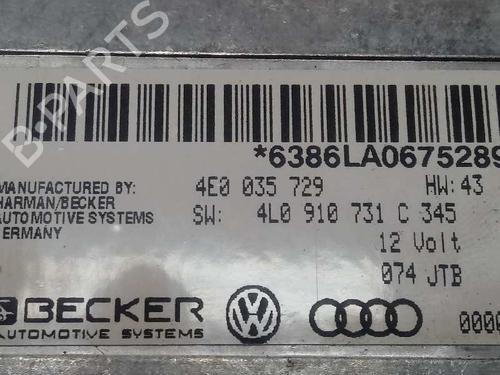 *6386LA0675289
MANUFACTURED BY: 4E0 035 729 HW: 43
HARMAN/BECKER
AUTOMOTIVE SYSTEMS SW: 4L0 910 731 C 345
GERMANY
12 Volt
074 JTB
BECKER
AUTOMOTIVE SYSTEMS
0000
B-PARTS